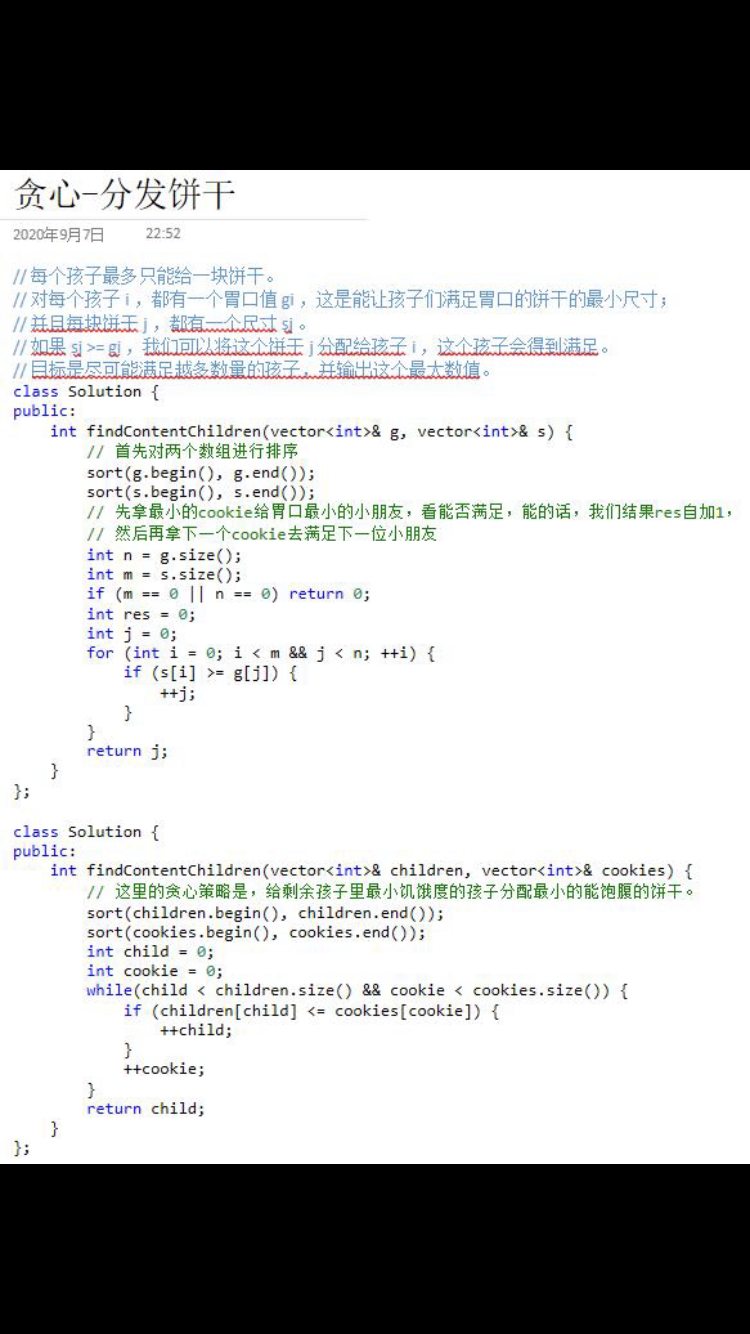 贪心-分发饼干
2020年9月7日 22:52
// 每个孩子最多只能给一块饼干。
// 对每个孩子 i ，都有一个胃口值 gi ，这是能让孩子们满足胃口的饼干的最小尺寸；
// 并且每块饼干 j ，都有一个尺寸 sj 。
// 如果 sj >= gi ，我们可以将这个饼干 j 分配给孩子 i ，这个孩子会得到满足。
// 目标是尽可能满足越多数量的孩子，并输出这个最大数值。
class Solution {
public:
    int findContentChildren(vector<int>& g, vector<int>& s) {
        // 首先对两个数组进行排序
        sort(g.begin(), g.end());
        sort(s.begin(), s.end());
        // 先拿最小的cookie给胃口最小的小朋友，看能否满足，能的话，我们结果res自加1，
        // 然后再拿下一个cookie去满足下一位小朋友
        int n = g.size();
        int m = s.size();
        if (m == 0 || n == 0) return 0;
        int res = 0;
        int j = 0;
        for (int i = 0; i < m && j < n; ++i) {
            if (s[i] >= g[j]) {
                ++j;
            }
        }
        return j;
    }
};
class Solution {
public:
    int findContentChildren(vector<int>& children, vector<int>& cookies) {
        // 这里的贪心策略是，给剩余孩子里最小饥饿度的孩子分配最小的能饱腹的饼干。
        sort(children.begin(), children.end());
        sort(cookies.begin(), cookies.end());
        int child = 0;
        int cookie = 0;
        while(child < children.size() && cookie < cookies.size()) {
            if (children[child] <= cookies[cookie]) {
                ++child;
            }
            ++cookie;
        }
        return child;
    }
};